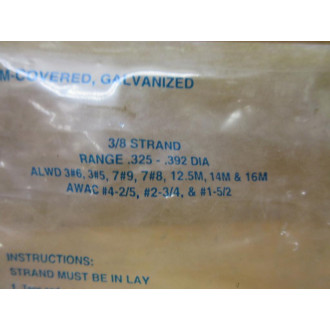 M-COVERED, GALVANIZED
3/8 STRAND
RANGE .325 - .392 DIA
ALWD 3#6, 3#5, 7#9, 7#8, 12.5M, 14M & 16M
AWAC #4-2/5, #2-3/4, & #1-5/2
INSTRUCTIONS:
STRAND MUST BE IN LAY